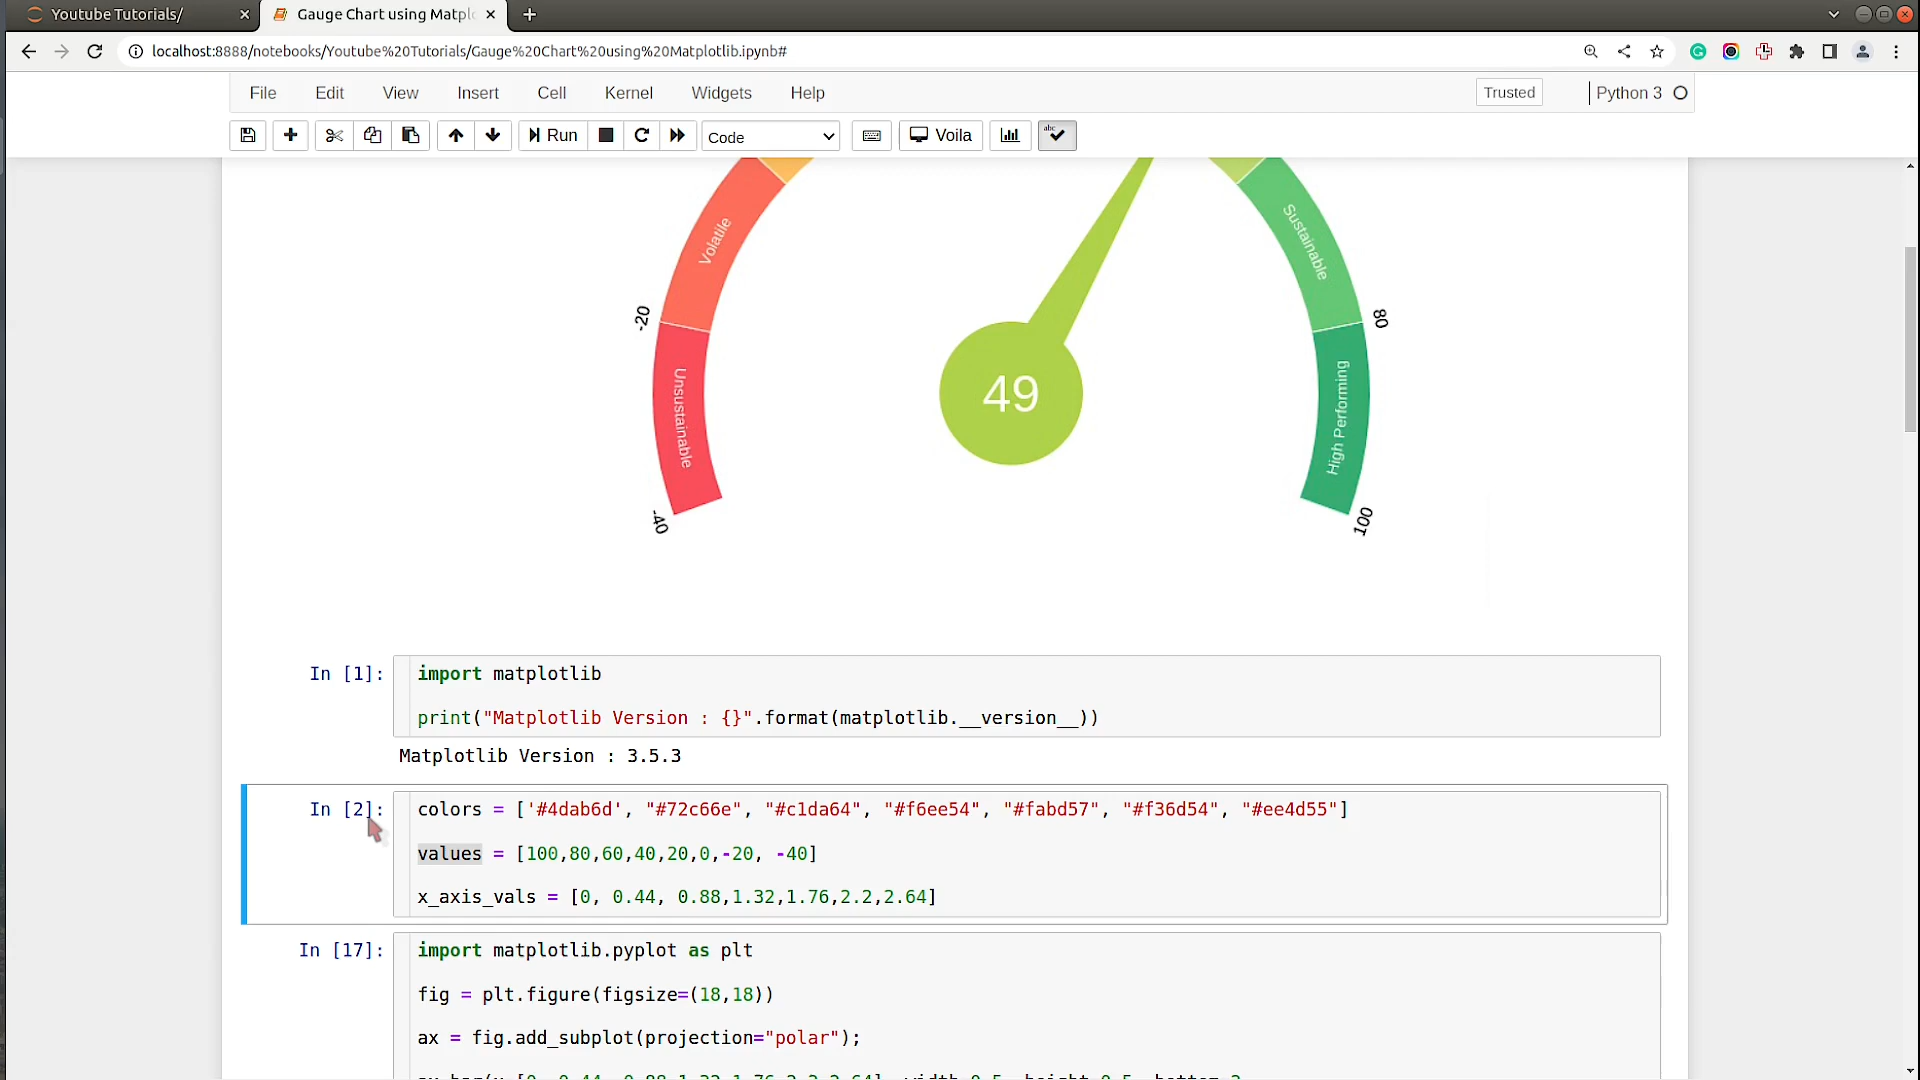 Youtube Tutorials/
Gauge Chart using Matpl
localhost:8888/notebooks/Youtube%20Tutorials/Gauge%20Chart%20using%20Matplotlib.ipynb#
File Edit View Insert Cell Kernel Widgets Help Trusted Python 3
Run Code Voila abc
Volatile
Sustainable
-20
80
Unsustainable
49
High Performing
-40
100
In [1]:
import matplotlib
print("Matplotlib Version : {}".format(matplotlib.__version__))
Matplotlib Version : 3.5.3
In [2]:
colors = ['#4dab6d', "#72c66e", "#c1da64", "#f6ee54", "#fabd57", "#f36d54", "#ee4d55"]
values = [100,80,60,40,20,0,-20, -40]
x_axis_vals = [0, 0.44, 0.88,1.32,1.76,2.2,2.64]
In [17]:
import matplotlib.pyplot as plt
fig = plt.figure(figsize=(18,18))
ax = fig.add_subplot(projection="polar");